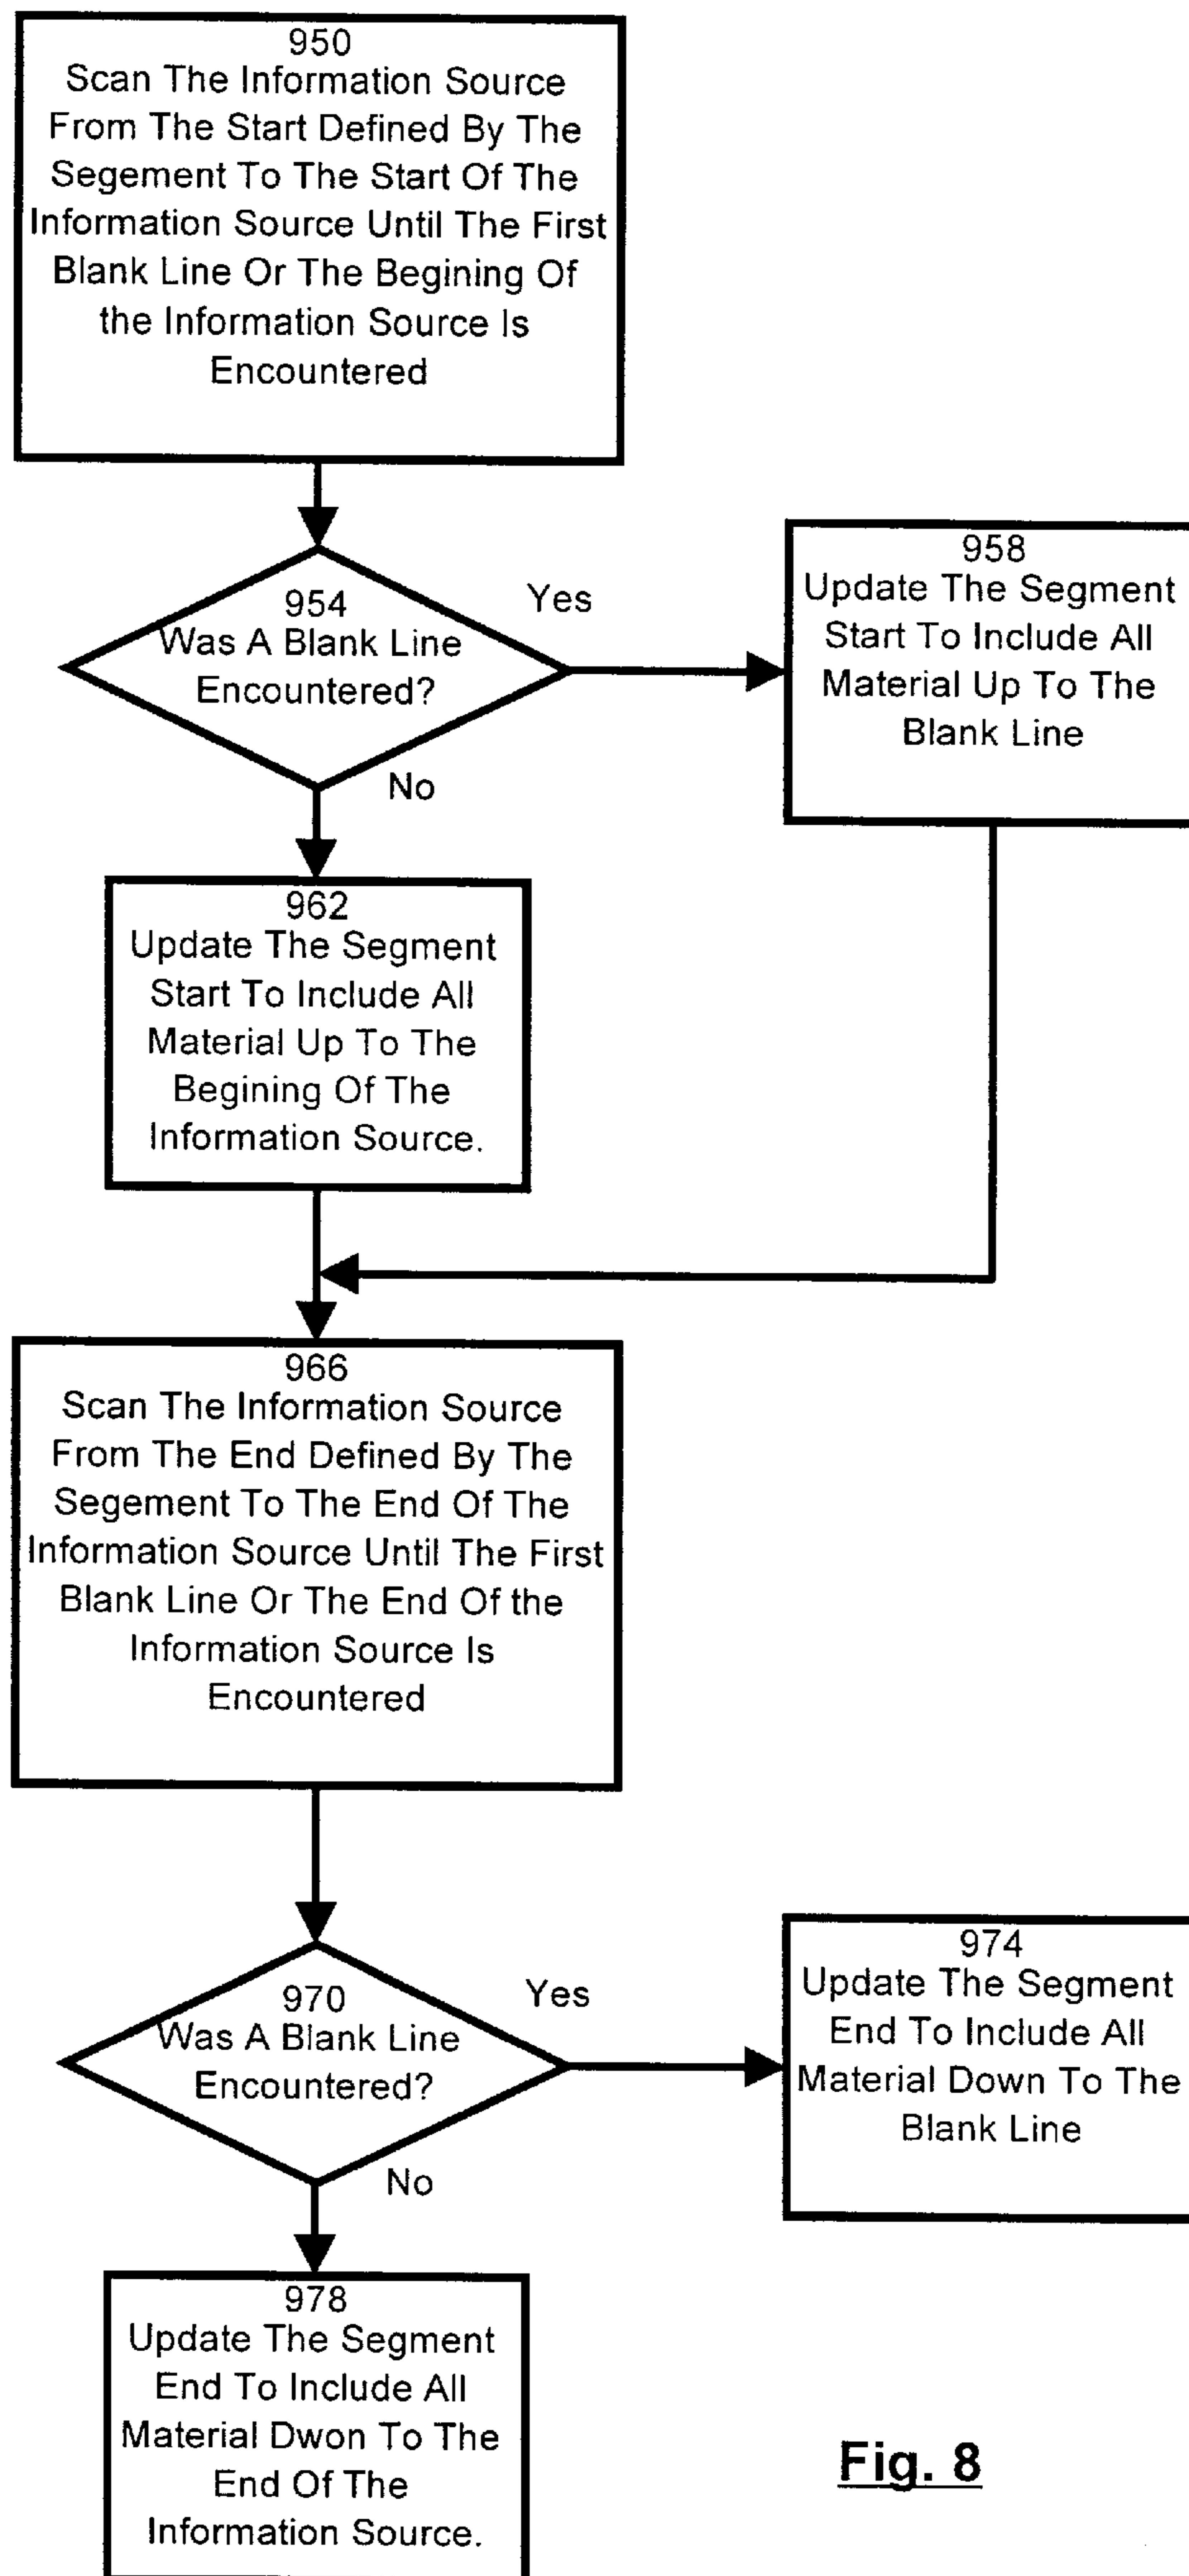 950
Scan The Information Source
From The Start Defined By The
Segement To The Start Of The
Information Source Until The First
Blank Line Or The Begining Of
the Information Source Is
Encountered
954
Was A Blank Line
Encountered?
Yes
No
958
Update The Segment
Start To Include All
Material Up To The
Blank Line
962
Update The Segment
Start To Include All
Material Up To The
Begining Of The
Information Source.
966
Scan The Information Source
From The End Defined By The
Segement To The End Of The
Information Source Until The First
Blank Line Or The End Of the
Information Source Is
Encountered
970
Was A Blank Line
Encountered?
Yes
No
974
Update The Segment
End To Include All
Material Down To The
Blank Line
978
Update The Segment
End To Include All
Material Dwon To The
End Of The
Information Source.
Fig. 8